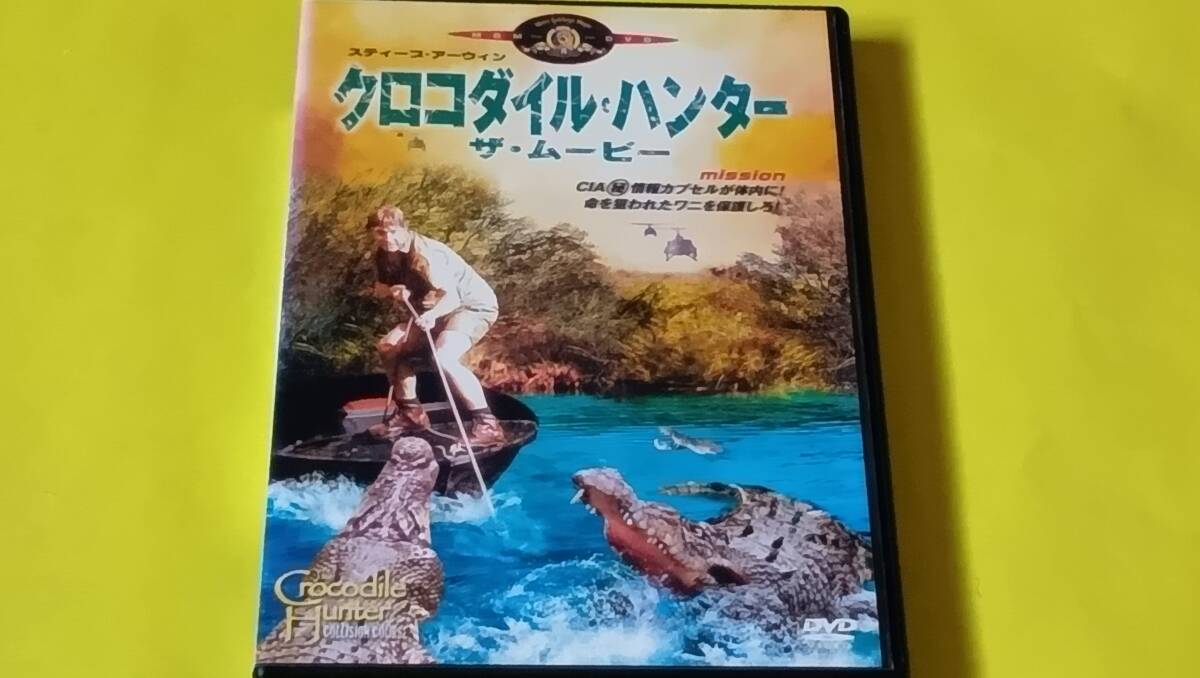 MGM DVD
スティーブ・アーウィン
クロコダイル・ハンター
ザ・ムービー
mission
CIA㊙情報カプセルが体内に!
命を狙われたワニを保護しろ!
Crocodile
Hunter
COLLISION COURSE
DVD